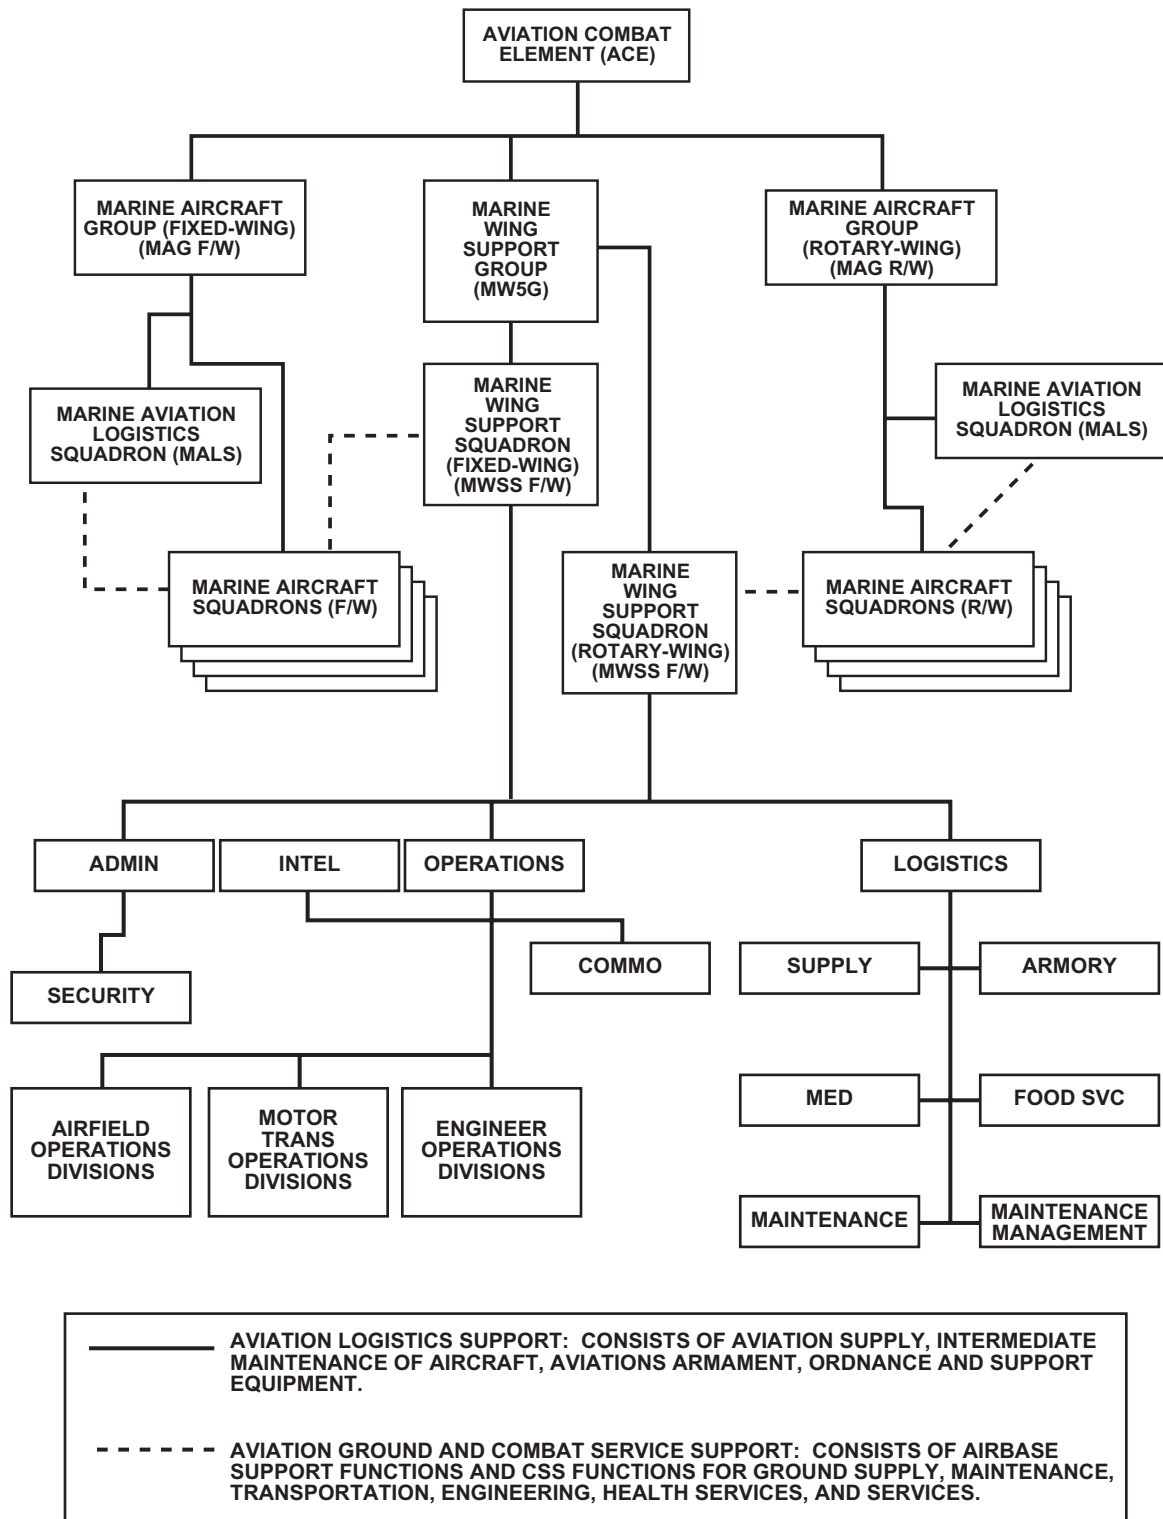 AVIATION COMBAT
ELEMENT (ACE)
MARINE AIRCRAFT
GROUP (FIXED-WING)
(MAG F/W)
MARINE
WING
SUPPORT
GROUP
(MW5G)
MARINE AIRCRAFT
GROUP
(ROTARY-WING)
(MAG R/W)
MARINE AVIATION
LOGISTICS
SQUADRON (MALS)
MARINE
WING
SUPPORT
SQUADRON
(FIXED-WING)
(MWSS F/W)
MARINE AVIATION
LOGISTICS
SQUADRON (MALS)
MARINE AIRCRAFT
SQUADRONS (F/W)
MARINE
WING
SUPPORT
SQUADRON
(ROTARY-WING)
(MWSS F/W)
MARINE AIRCRAFT
SQUADRONS (R/W)
ADMIN
INTEL
OPERATIONS
LOGISTICS
SECURITY
COMMO
SUPPLY
ARMORY
AIRFIELD
OPERATIONS
DIVISIONS
MOTOR
TRANS
OPERATIONS
DIVISIONS
ENGINEER
OPERATIONS
DIVISIONS
MED
FOOD SVC
MAINTENANCE
MAINTENANCE
MANAGEMENT
AVIATION LOGISTICS SUPPORT: CONSISTS OF AVIATION SUPPLY, INTERMEDIATE
MAINTENANCE OF AIRCRAFT, AVIATIONS ARMAMENT, ORDNANCE AND SUPPORT
EQUIPMENT.
AVIATION GROUND AND COMBAT SERVICE SUPPORT: CONSISTS OF AIRBASE
SUPPORT FUNCTIONS AND CSS FUNCTIONS FOR GROUND SUPPLY, MAINTENANCE,
TRANSPORTATION, ENGINEERING, HEALTH SERVICES, AND SERVICES.